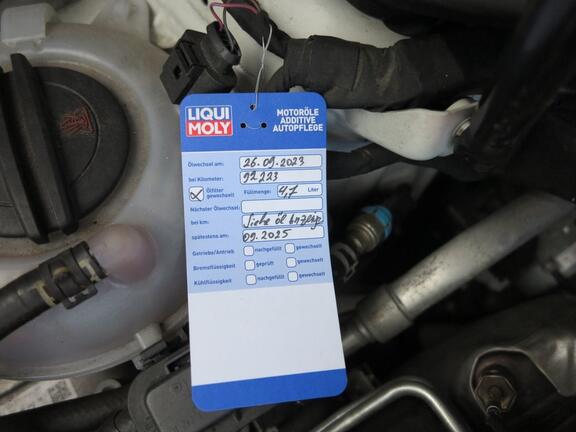 LIQUI MOLY
MOTORÖLE
ADDITIVE
AUTOPFLEGE
Ölwechsel am: 26.09.2023
bei Kilometer: 92223
Ölfilter gewechselt Füllmenge: 4,7 Liter
Nächster Ölwechsel:
bei km: Siehe öl
spätestens am: 09.2025
Getriebe/Antrieb: nachgefüllt gewechselt
Bremsflüssigkeit geprüft gewechselt
Kühlflüssigkeit nachgefüllt gewechselt